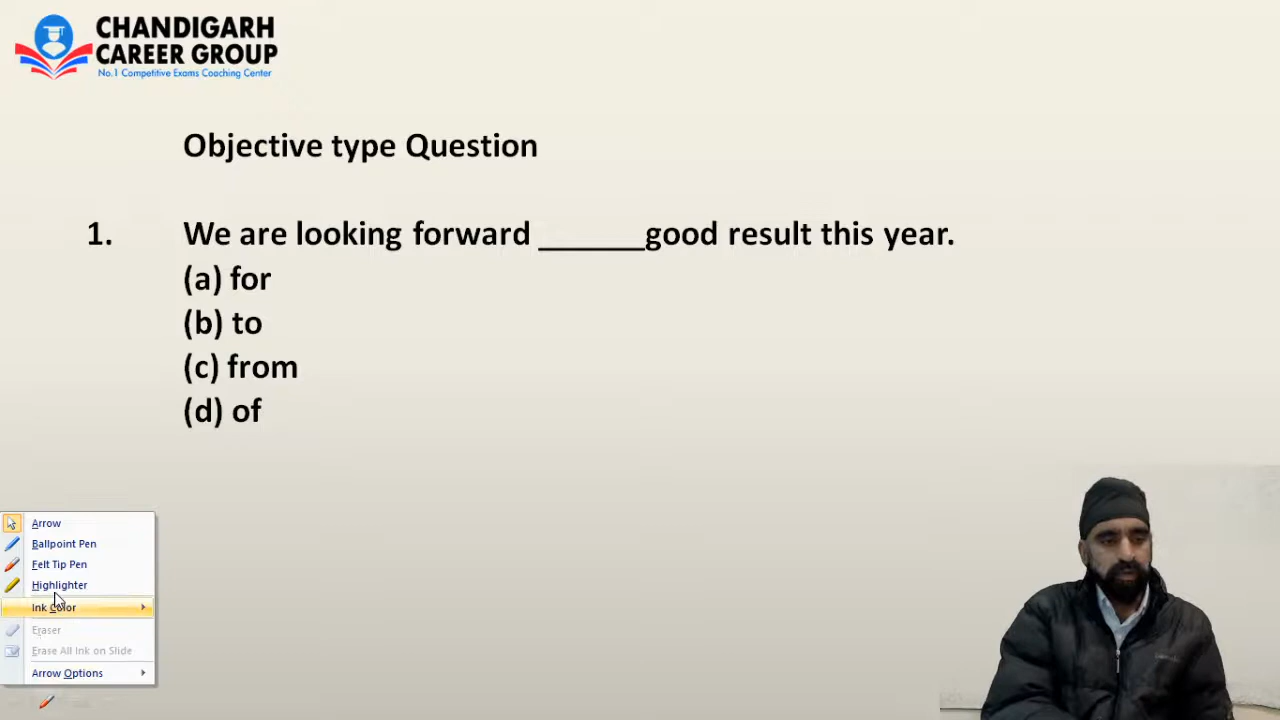 CHANDIGARH
CAREER GROUP
No.1 Competitive Exams Coaching Center
Objective type Question
1. We are looking forward ______good result this year.
(a) for
(b) to
(c) from
(d) of
Arrow
Ballpoint Pen
Felt Tip Pen
Highlighter
Ink Color
Eraser
Erase All Ink on Slide
Arrow Options